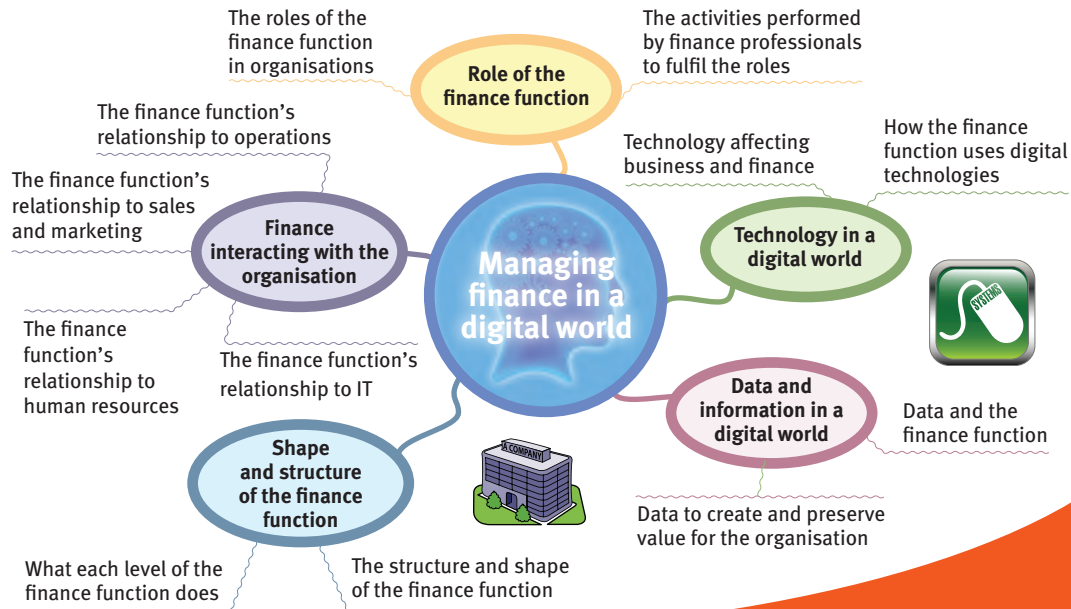 The roles of the
finance function
in organisations
Role of the
finance function
The activities performed
by finance professionals
to fulfil the roles
The finance function's
relationship to operations
The finance function's
relationship to sales
and marketing
Finance
interacting with the
organisation
The finance
function's
relationship to
human resources
The finance function's
relationship to IT
Managing
finance in a
digital world
Technology affecting
business and finance
How the finance
function uses digital
technologies
Technology in a
digital world
SYSTEMS
Data and
information in a
digital world
Data and the
finance function
Data to create and preserve
value for the organisation
Shape
and structure
of the finance
function
A COMPANY
What each level of the
finance function does
The structure and shape
of the finance function